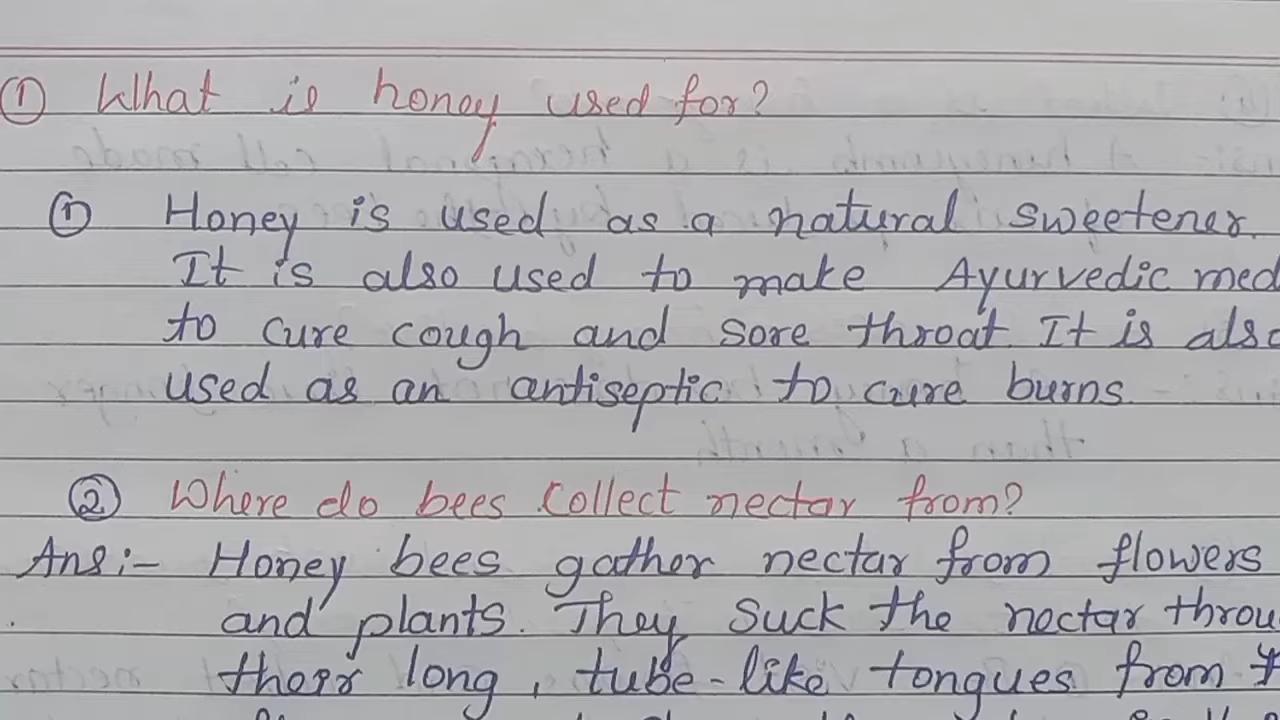 ① What is honey used for?
① Honey is used as a natural sweetener.
It is also used to make Ayurvedic med
to cure cough and sore throat. It is also
used as an antiseptic to cure burns.
② Where do bees collect nectar from?
Ans:- Honey bees gather nectar from flowers
and plants. They suck the nectar throu
their long, tube-like tongues from